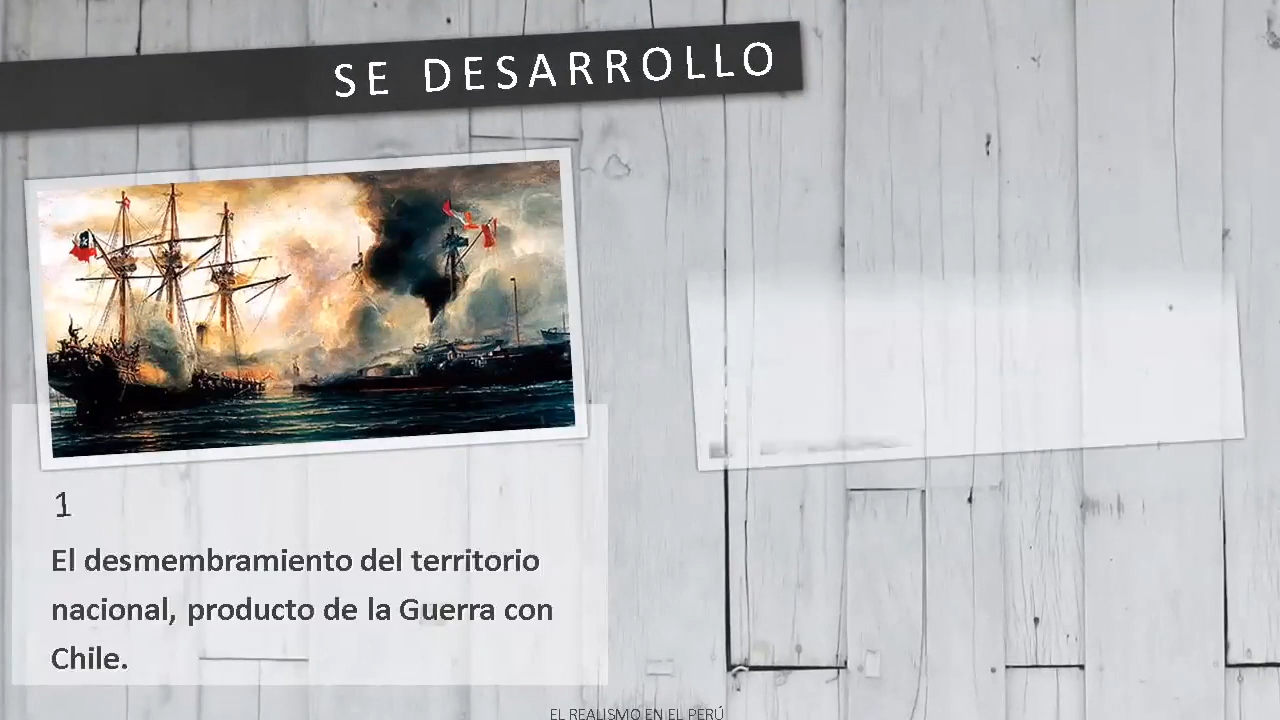 SE DESARROLLO
1
El desmembramiento del territorio
nacional, producto de la Guerra con
Chile.
EL REALISMO EN EL PERÚ